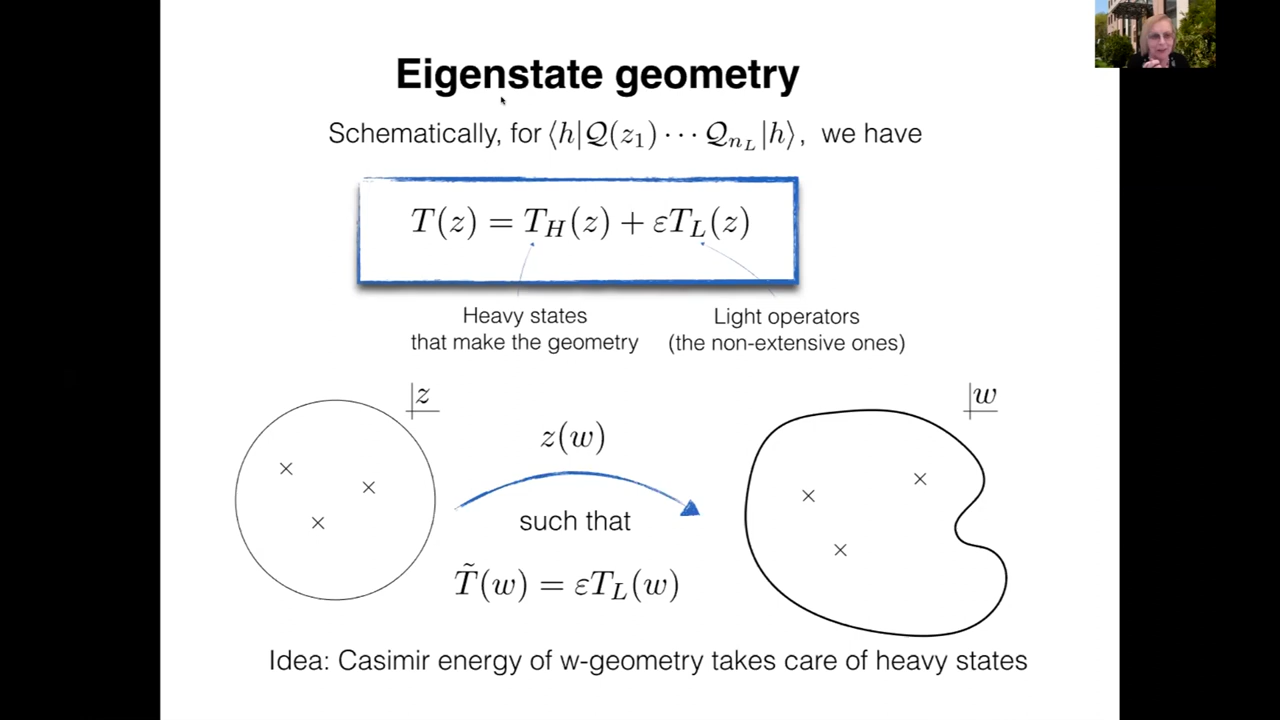 Eigenstate geometry
Schematically, for ⟨h|𝒬(z₁) ⋯ 𝒬_{n_L}|h⟩, we have
T(z) = T_H(z) + εT_L(z)
Heavy states
that make the geometry
Light operators
(the non-extensive ones)
z
z(w)
such that
T̃(w) = εT_L(w)
w
Idea: Casimir energy of w-geometry takes care of heavy states